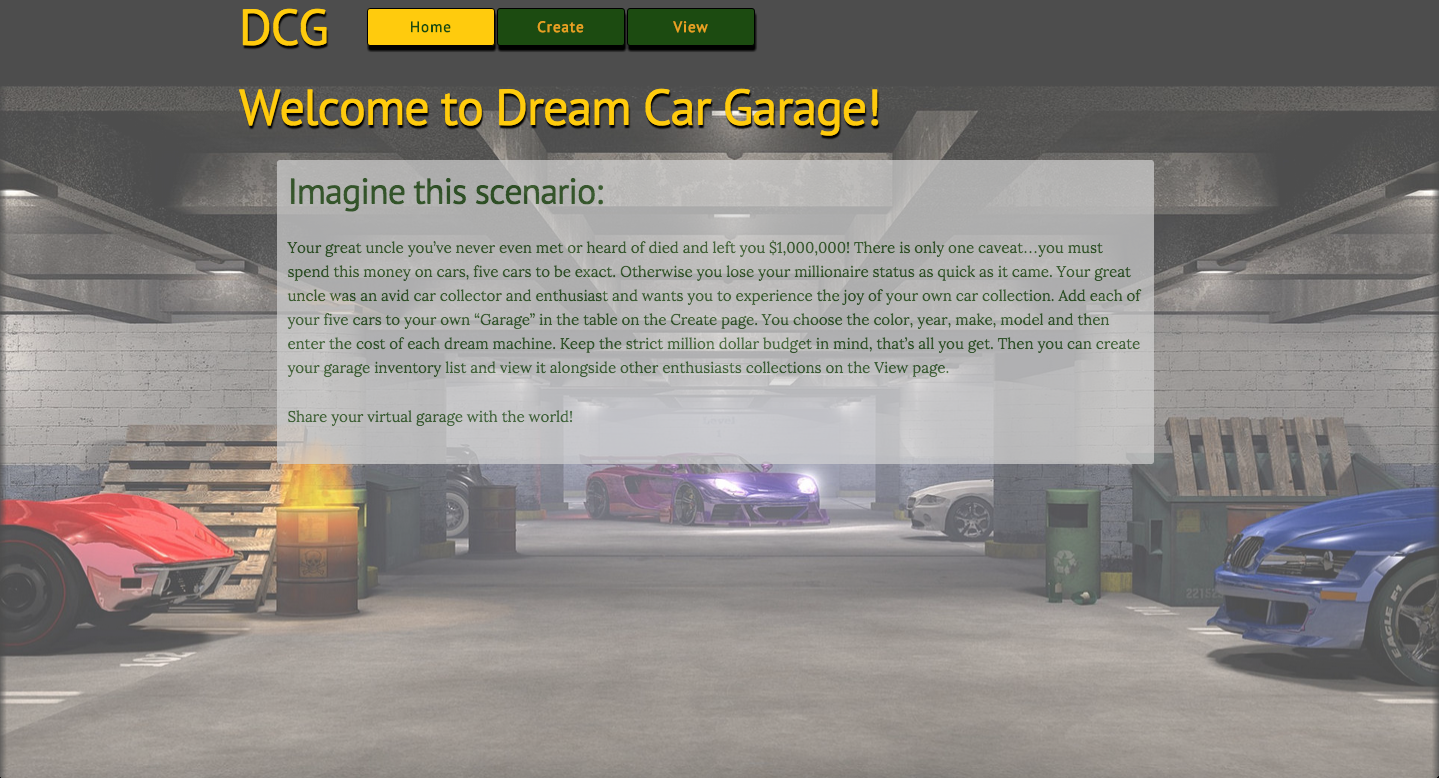 DCG
Home
Create
View
Welcome to Dream Car Garage!
Imagine this scenario:
Your great uncle you’ve never even met or heard of died and left you $1,000,000! There is only one caveat…you must
spend this money on cars, five cars to be exact. Otherwise you lose your millionaire status as quick as it came. Your great
uncle was an avid car collector and enthusiast and wants you to experience the joy of your own car collection. Add each of
your five cars to your own “Garage” in the table on the Create page. You choose the color, year, make, model and then
enter the cost of each dream machine. Keep the strict million dollar budget in mind, that’s all you get. Then you can create
your garage inventory list and view it alongside other enthusiasts collections on the View page.
Share your virtual garage with the world!
102
EAGLE F1